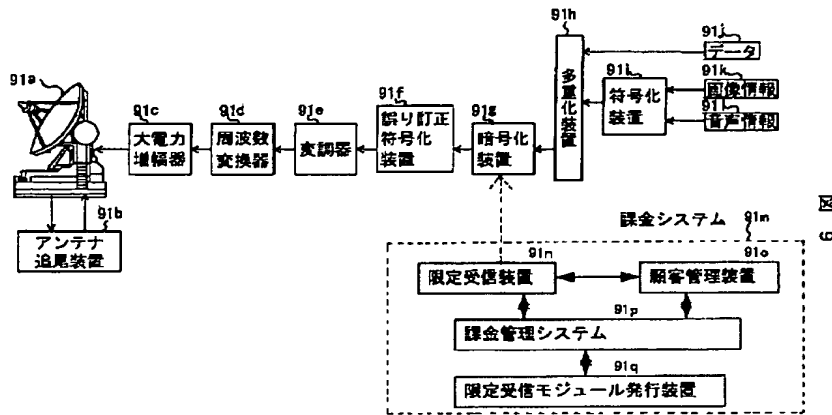 91h
91j
データ
91k
画像情報
91l
音声情報
91i
符号化
装置
多重化装置
91g
暗号化
装置
91f
誤り訂正
符号化
装置
91e
変調器
91d
周波数
変換器
91c
大電力
増幅器
91a
91b
アンテナ
追尾装置
図 9
課金システム
91m
91n
限定受信装置
91o
顧客管理装置
91p
課金管理システム
91q
限定受信モジュール発行装置